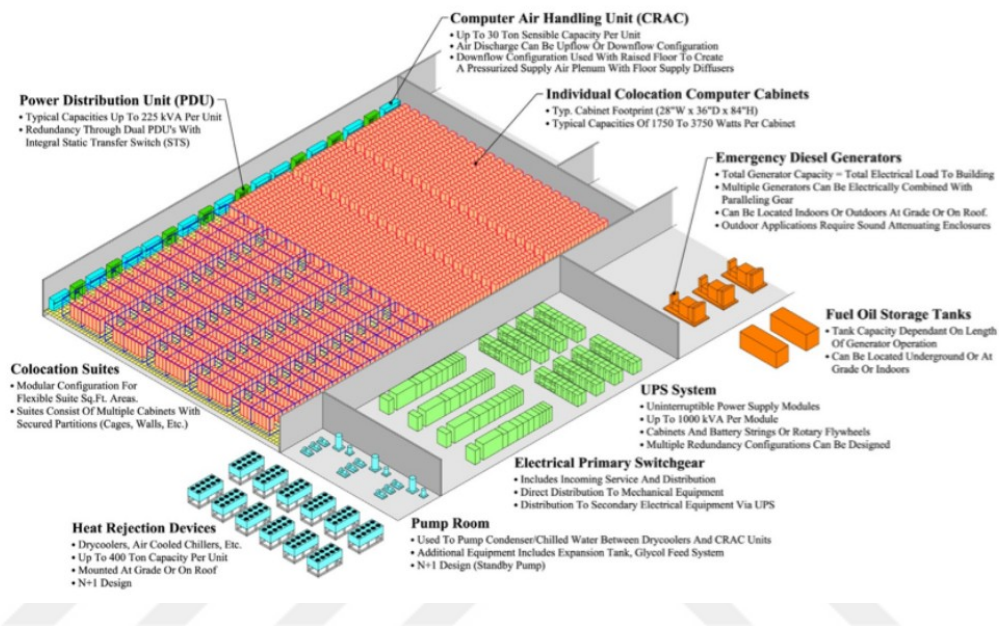 Computer Air Handling Unit (CRAC)
• Up To 30 Ton Sensible Capacity Per Unit
• Air Discharge Can Be Upflow Or Downflow Configuration
• Downflow Configuration Used With Raised Floor To Create
A Pressurized Supply Air Plenum With Floor Supply Diffusers
Power Distribution Unit (PDU)
• Typical Capacities Up To 225 kVA Per Unit
• Redundancy Through Dual PDU's With
Integral Static Transfer Switch (STS)
Individual Colocation Computer Cabinets
• Typ. Cabinet Footprint (28"W x 36"D x 84"H)
• Typical Capacities Of 1750 To 3750 Watts Per Cabinet
Emergency Diesel Generators
• Total Generator Capacity = Total Electrical Load To Building
• Multiple Generators Can Be Electrically Combined With
Paralleling Gear
• Can Be Located Indoors Or Outdoors At Grade Or On Roof.
• Outdoor Applications Require Sound Attenuating Enclosures
Fuel Oil Storage Tanks
• Tank Capacity Dependant On Length
Of Generator Operation
• Can Be Located Underground Or At
Grade Or Indoors
Colocation Suites
• Modular Configuration For
Flexible Suite Sq.Ft. Areas.
• Suites Consist Of Multiple Cabinets With
Secured Partitions (Cages, Walls, Etc.)
UPS System
• Uninterruptible Power Supply Modules
• Up To 1000 kVA Per Module
• Cabinets And Battery Strings Or Rotary Flywheels
• Multiple Redundancy Configurations Can Be Designed
Electrical Primary Switchgear
• Includes Incoming Service And Distribution
• Direct Distribution To Mechanical Equipment
• Distribution To Secondary Electrical Equipment Via UPS
Pump Room
• Used To Pump Condenser/Chilled Water Between Drycoolers And CRAC Units
• Additional Equipment Includes Expansion Tank, Glycol Feed System
• N+1 Design (Standby Pump)
Heat Rejection Devices
• Drycoolers, Air Cooled Chillers, Etc.
• Up To 400 Ton Capacity Per Unit
• Mounted At Grade Or On Roof
• N+1 Design